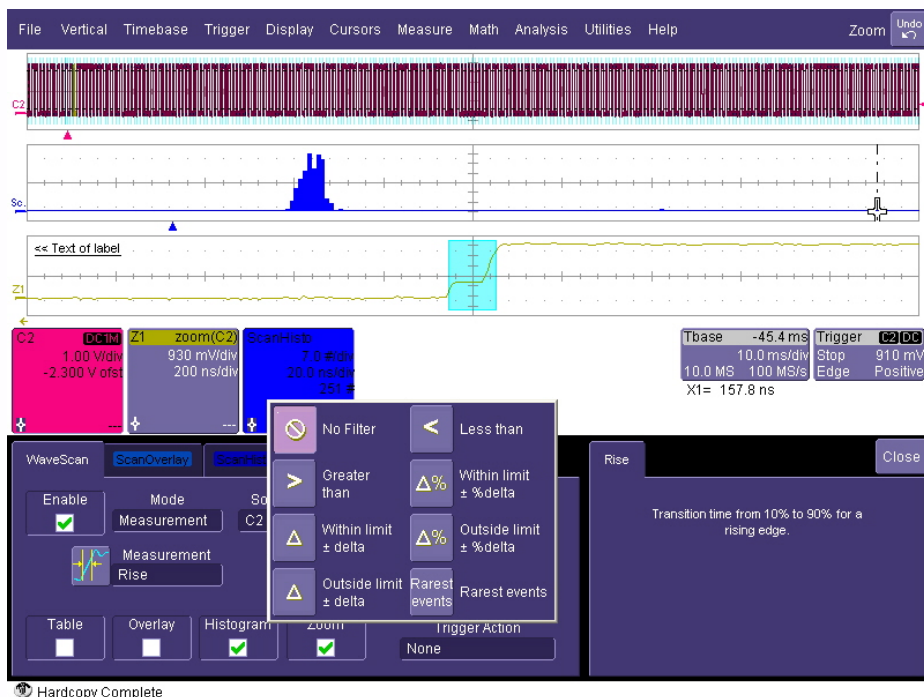 File Vertical Timebase Trigger Display Cursors Measure Math Analysis Utilities Help Zoom Undo
C2
Sc.
<< Text of label
Z1
C2 DC1M
1.00 V/div
-2.300 V ofst
---
Z1 zoom(C2)
930 mV/div
200 ns/div
---
ScanHisto
7.0 #/div
20.0 ns/div
251 #
Tbase -45.4 ms
10.0 ms/div
10.0 MS 100 MS/s
Trigger C2 DC
Stop 910 mV
Edge Positive
X1= 157.8 ns
No Filter
< Less than
> Greater than
Δ% Within limit ± %delta
Δ Within limit ± delta
Δ% Outside limit ± %delta
Δ Outside limit ± delta
Rarest events Rarest events
WaveScan ScanOverlay
Enable
Mode
Measurement
C2
Measurement
Rise
Table
Overlay
Histogram
Zoom
Trigger Action
None
Rise
Close
Transition time from 10% to 90% for a
rising edge.
Hardcopy Complete